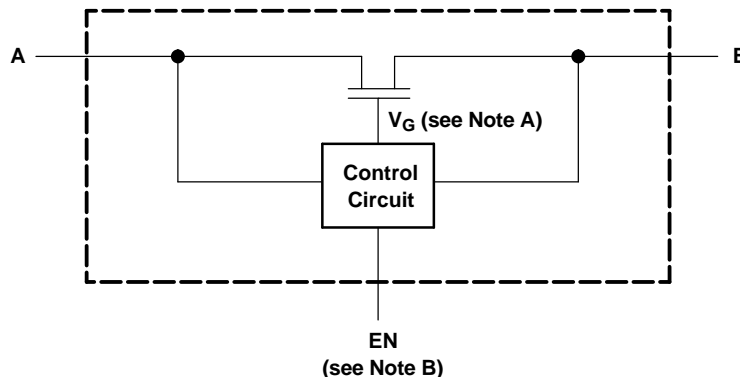 A
V_G (see Note A)
Control
Circuit
EN
(see Note B)